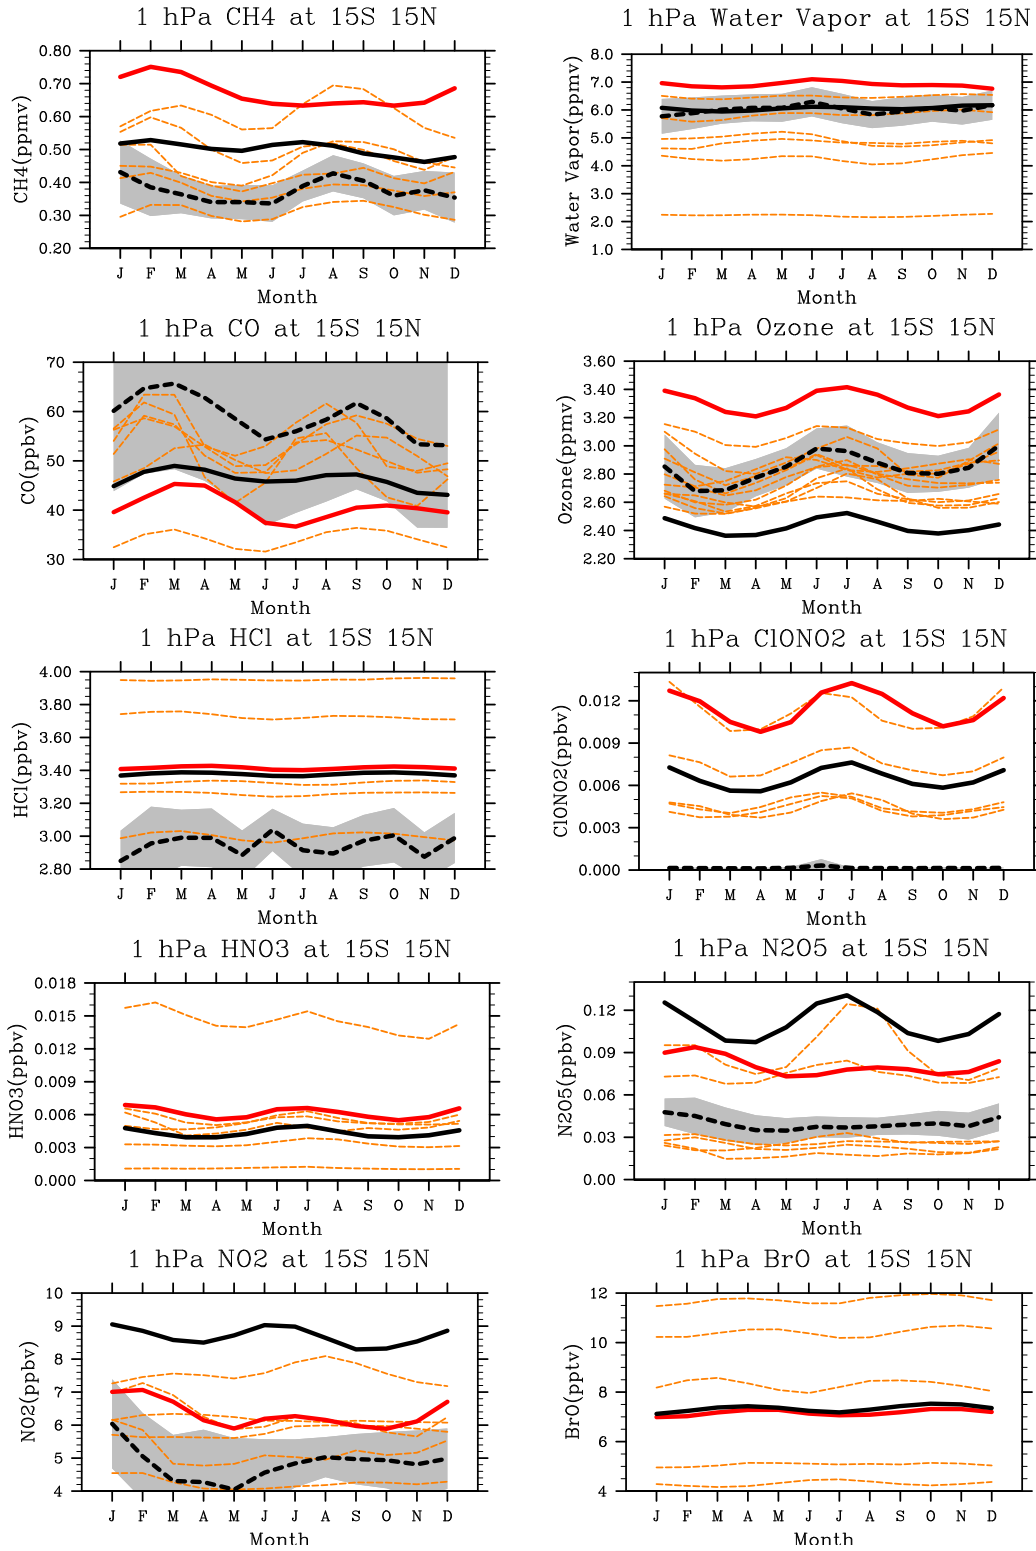 1 hPa CH4 at 15S 15N
CH4(ppmv)
0.80
0.60
0.50
0.40
0.30
0.20
J F M A M J J A S O N D
Month
1 hPa Water Vapor at 15S 15N
Water Vapor(ppmv)
8.0
7.0
6.0
5.0
4.0
3.0
2.0
1.0
J F M A M J J A S O N D
Month
1 hPa CO at 15S 15N
CO(ppbv)
70
60
50
40
30
J F M A M J J A S O N D
Month
1 hPa Ozone at 15S 15N
Ozone(ppmv)
3.60
3.40
3.20
3.00
2.80
2.60
2.40
2.20
J F M A M J J A S O N D
Month
1 hPa HCl at 15S 15N
HCl(ppbv)
4.00
3.80
3.60
3.40
3.20
3.00
2.80
J F M A M J J A S O N D
Month
1 hPa ClONO2 at 15S 15N
ClONO2(ppbv)
0.012
0.009
0.006
0.003
0.000
J F M A M J J A S O N D
Month
1 hPa HNO3 at 15S 15N
HNO3(ppbv)
0.018
0.015
0.012
0.009
0.006
0.003
0.000
J F M A M J J A S O N D
Month
1 hPa N2O5 at 15S 15N
N2O5(ppbv)
0.12
0.09
0.06
0.03
0.00
J F M A M J J A S O N D
Month
1 hPa NO2 at 15S 15N
NO2(ppbv)
10
9
8
7
6
5
4
J F M A M J J A S O N D
Month
1 hPa BrO at 15S 15N
BrO(pptv)
12
10
8
6
4
J F M A M J J A S O N D
Month